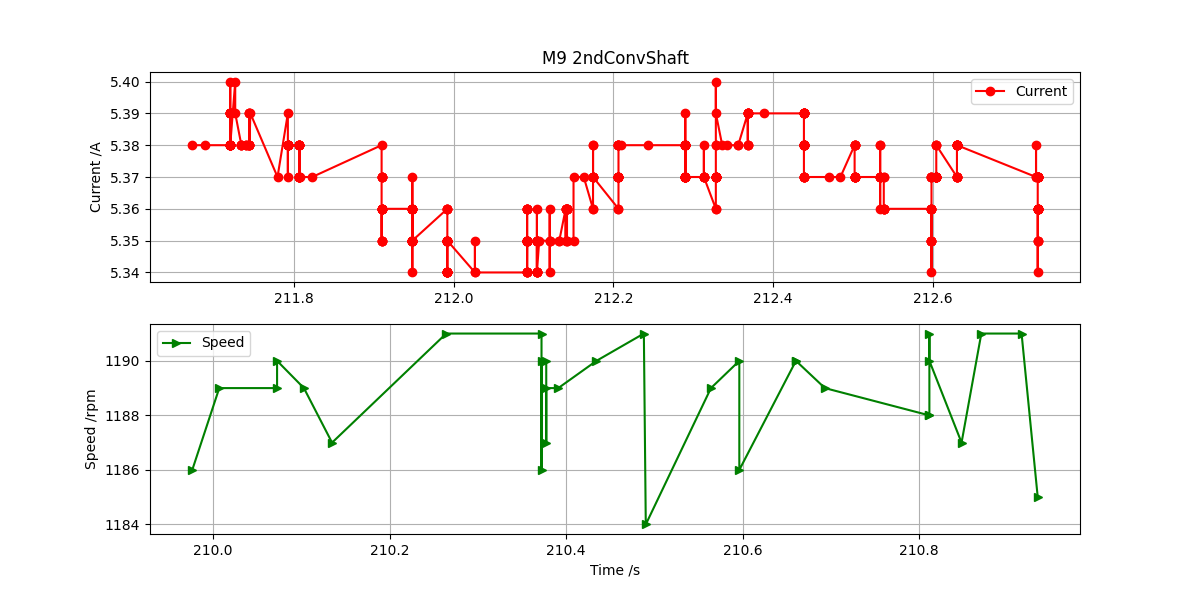 M9 2ndConvShaft
Current /A
5.40
5.39
5.38
5.37
5.36
5.35
5.34
Current
211.8 212.0 212.2 212.4 212.6
Speed /rpm
1190
1188
1186
1184
Speed
210.0 210.2 210.4 210.6 210.8
Time /s